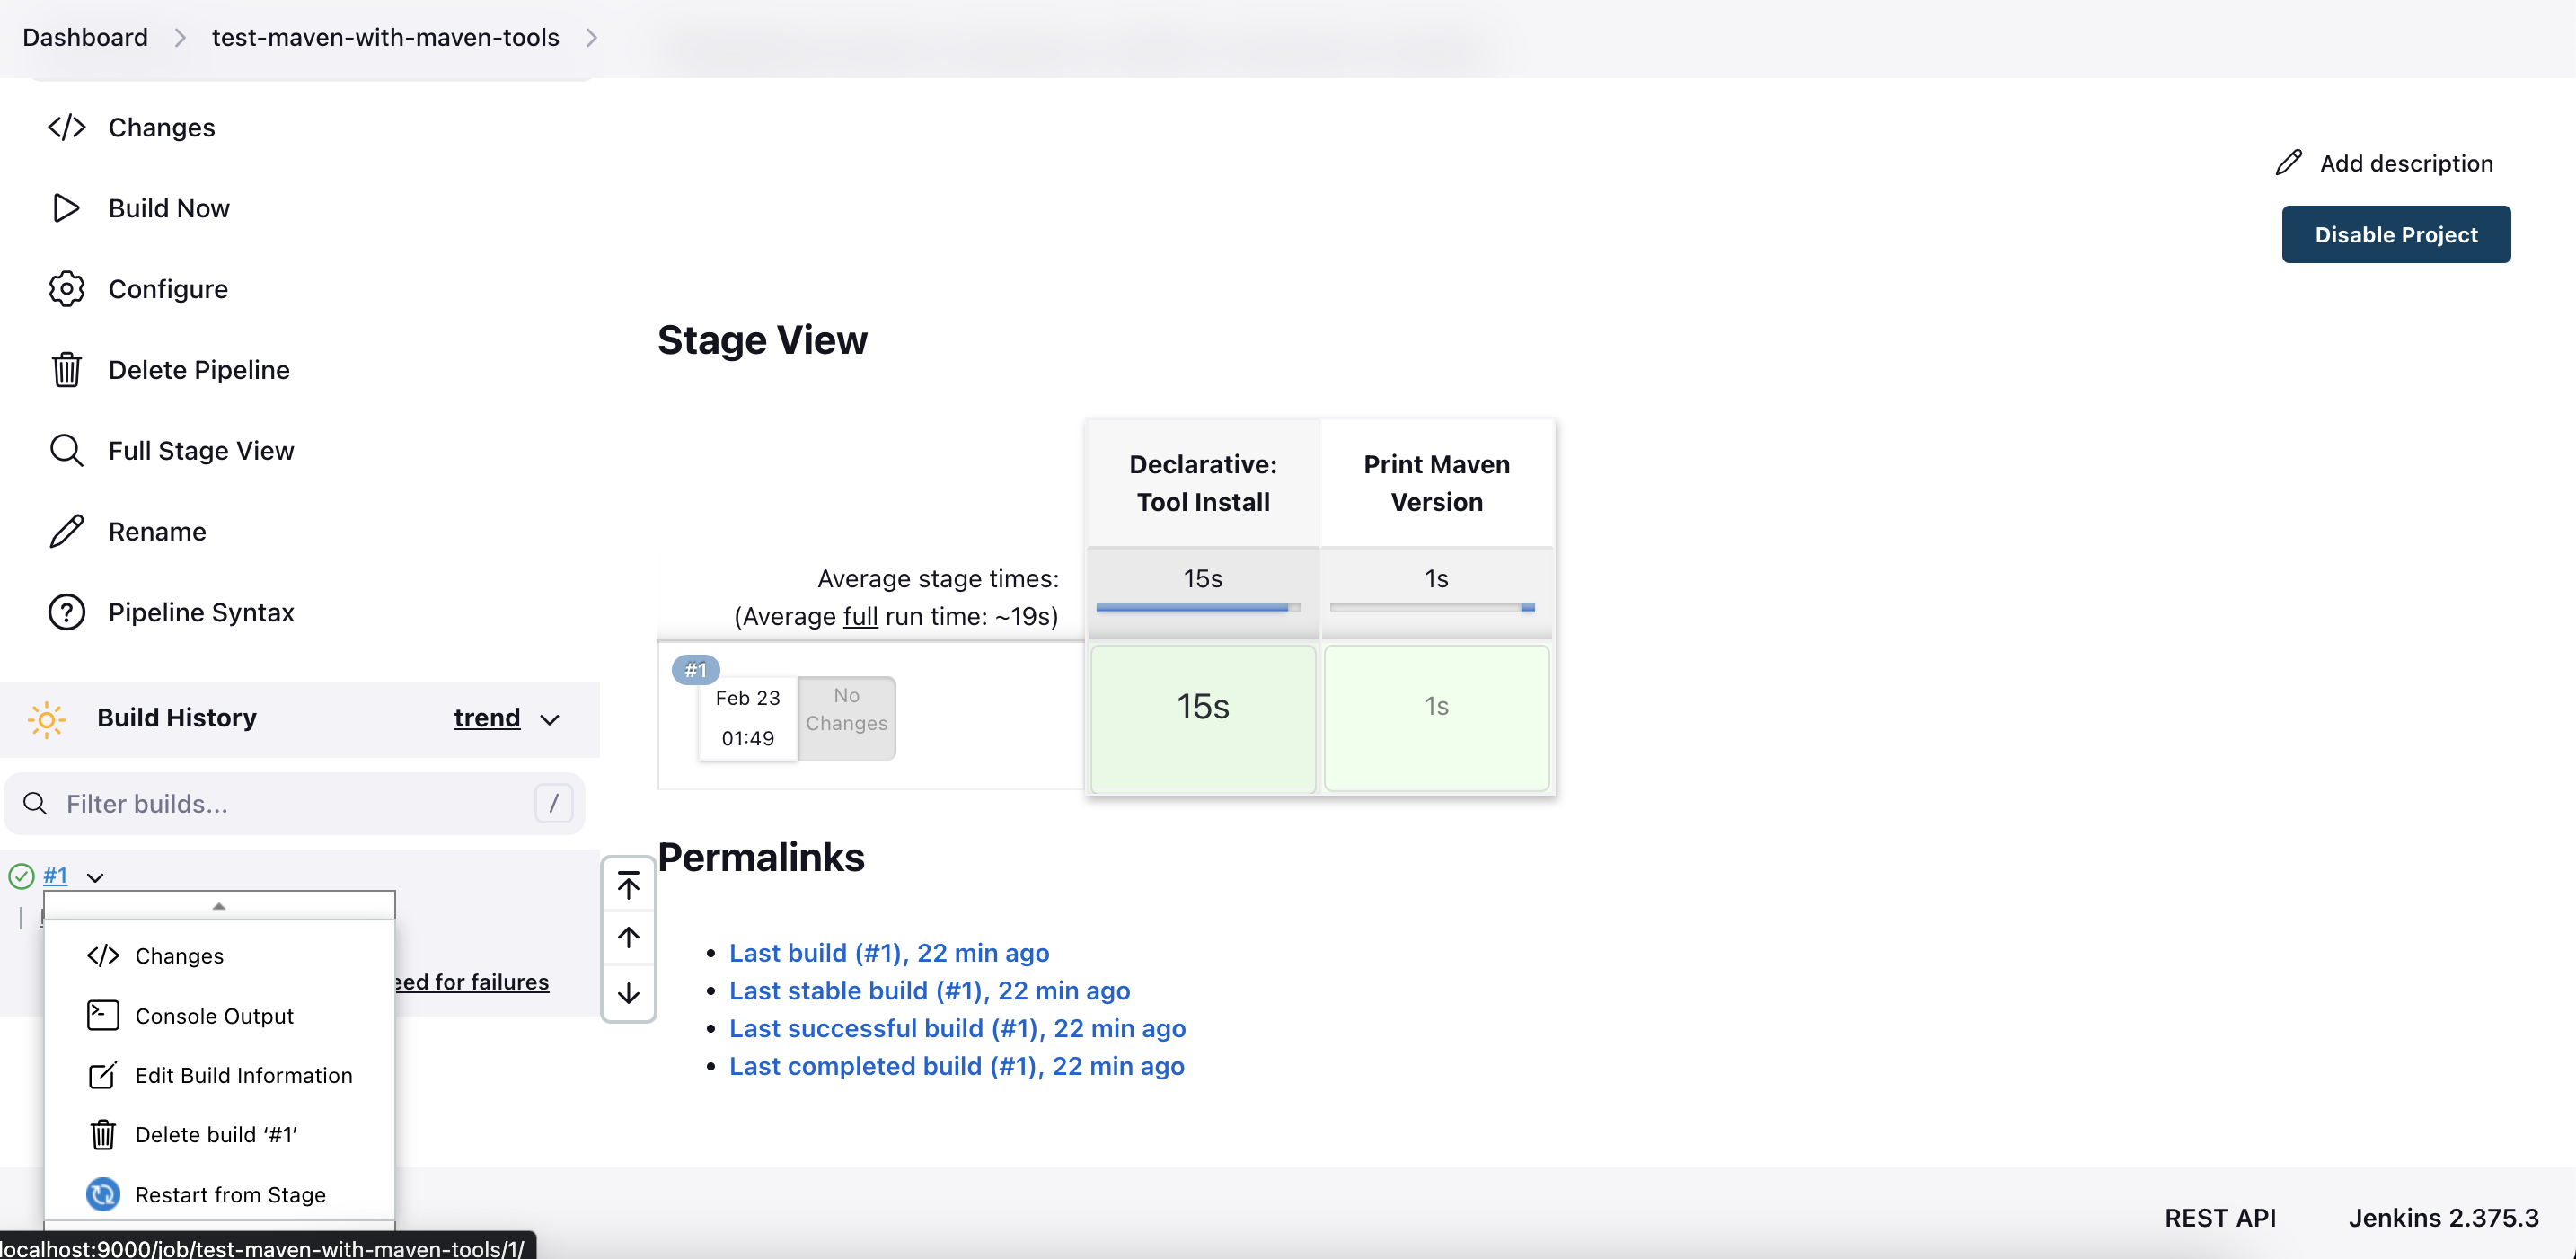 Dashboard > test-maven-with-maven-tools >
Changes
Build Now
Configure
Delete Pipeline
Full Stage View
Rename
Pipeline Syntax
Build History trend
Filter builds... /
#1
Changes
Console Output
Edit Build Information
Delete build ‘#1’
Restart from Stage
eed for failures
localhost:9000/job/test-maven-with-maven-tools/1/
Add description
Disable Project
Stage View
Declarative:
Tool Install
Print Maven
Version
Average stage times:
(Average full run time: ~19s)
15s
1s
#1
Feb 23
01:49
No
Changes
15s
1s
Permalinks
• Last build (#1), 22 min ago
• Last stable build (#1), 22 min ago
• Last successful build (#1), 22 min ago
• Last completed build (#1), 22 min ago
REST API
Jenkins 2.375.3